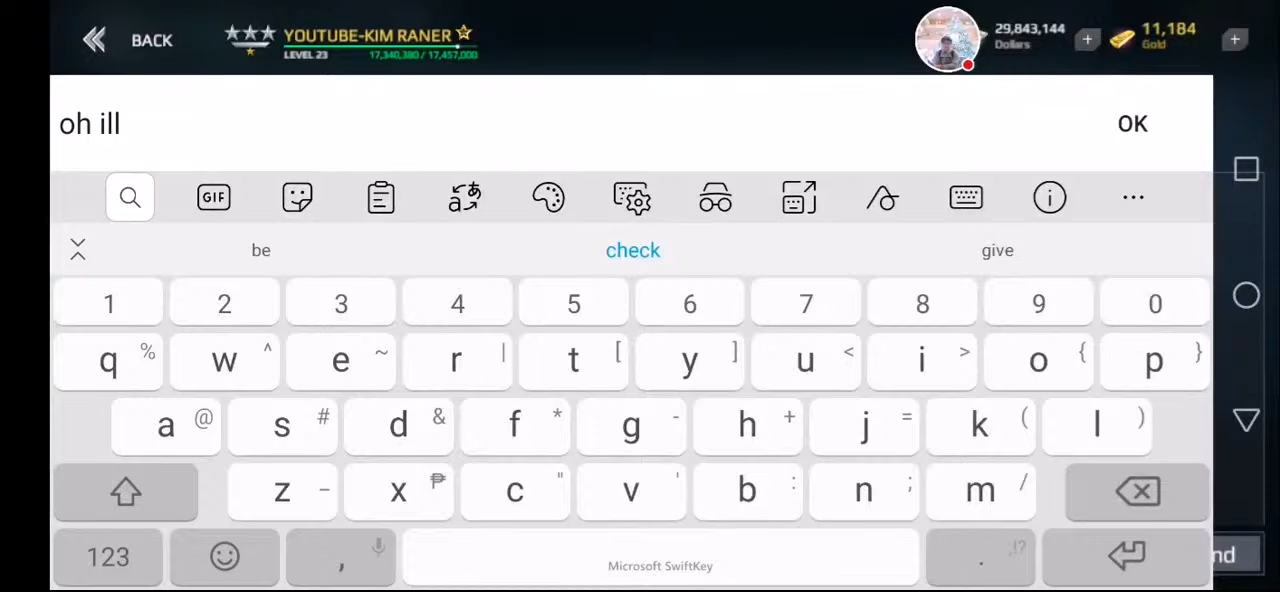 BACK
YOUTUBE-KIM RANER
LEVEL 23 17,340,380 / 17,457,000
29,843,144
Dollars
+
11,184
Gold
+
oh ill
OK
GIF
be check give
1 2 3 4 5 6 7 8 9 0
q % w ^ e ~ r | t [ y ] u < i > o { p }
a @ s # d & f * g - h + j = k ( l )
z _ x ₱ c " v ' b : n ; m /
123 , Microsoft SwiftKey . ,!?
nd